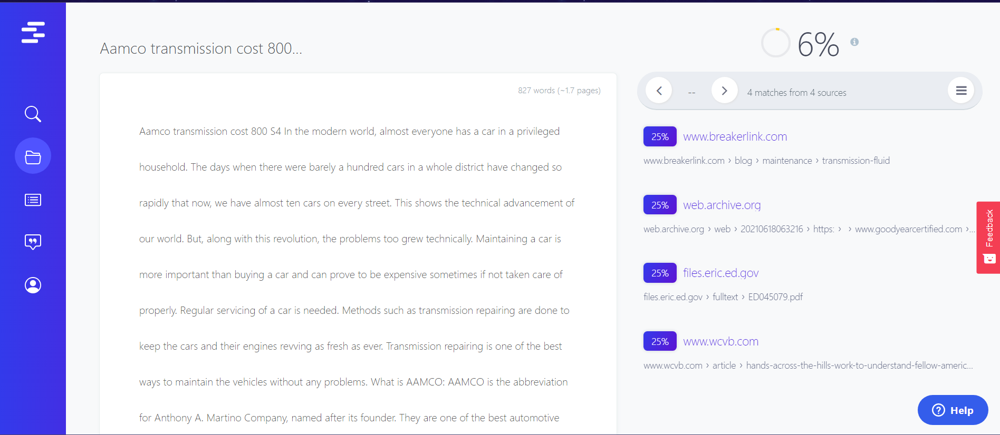 Aamco transmission cost 800...
6%
827 words (~1.7 pages)
Aamco transmission cost 800 S4 In the modern world, almost everyone has a car in a privileged
household. The days when there were barely a hundred cars in a whole district have changed so
rapidly that now, we have almost ten cars on every street. This shows the technical advancement of
our world. But, along with this revolution, the problems too grew technically. Maintaining a car is
more important than buying a car and can prove to be expensive sometimes if not taken care of
properly. Regular servicing of a car is needed. Methods such as transmission repairing are done to
keep the cars and their engines revving as fresh as ever. Transmission repairing is one of the best
ways to maintain the vehicles without any problems. What is AAMCO: AAMCO is the abbreviation
for Anthony A. Martino Company, named after its founder. They are one of the best automotive
-- 4 matches from 4 sources
25% www.breakerlink.com
www.breakerlink.com › blog › maintenance › transmission-fluid
25% web.archive.org
web.archive.org › web › 20210618063216 › https: › › www.goodyearcertified.com ›...
25% files.eric.ed.gov
files.eric.ed.gov › fulltext › ED045079.pdf
25% www.wcvb.com
www.wcvb.com › article › hands-across-the-hills-work-to-understand-fellow-americ...
Feedback
Help